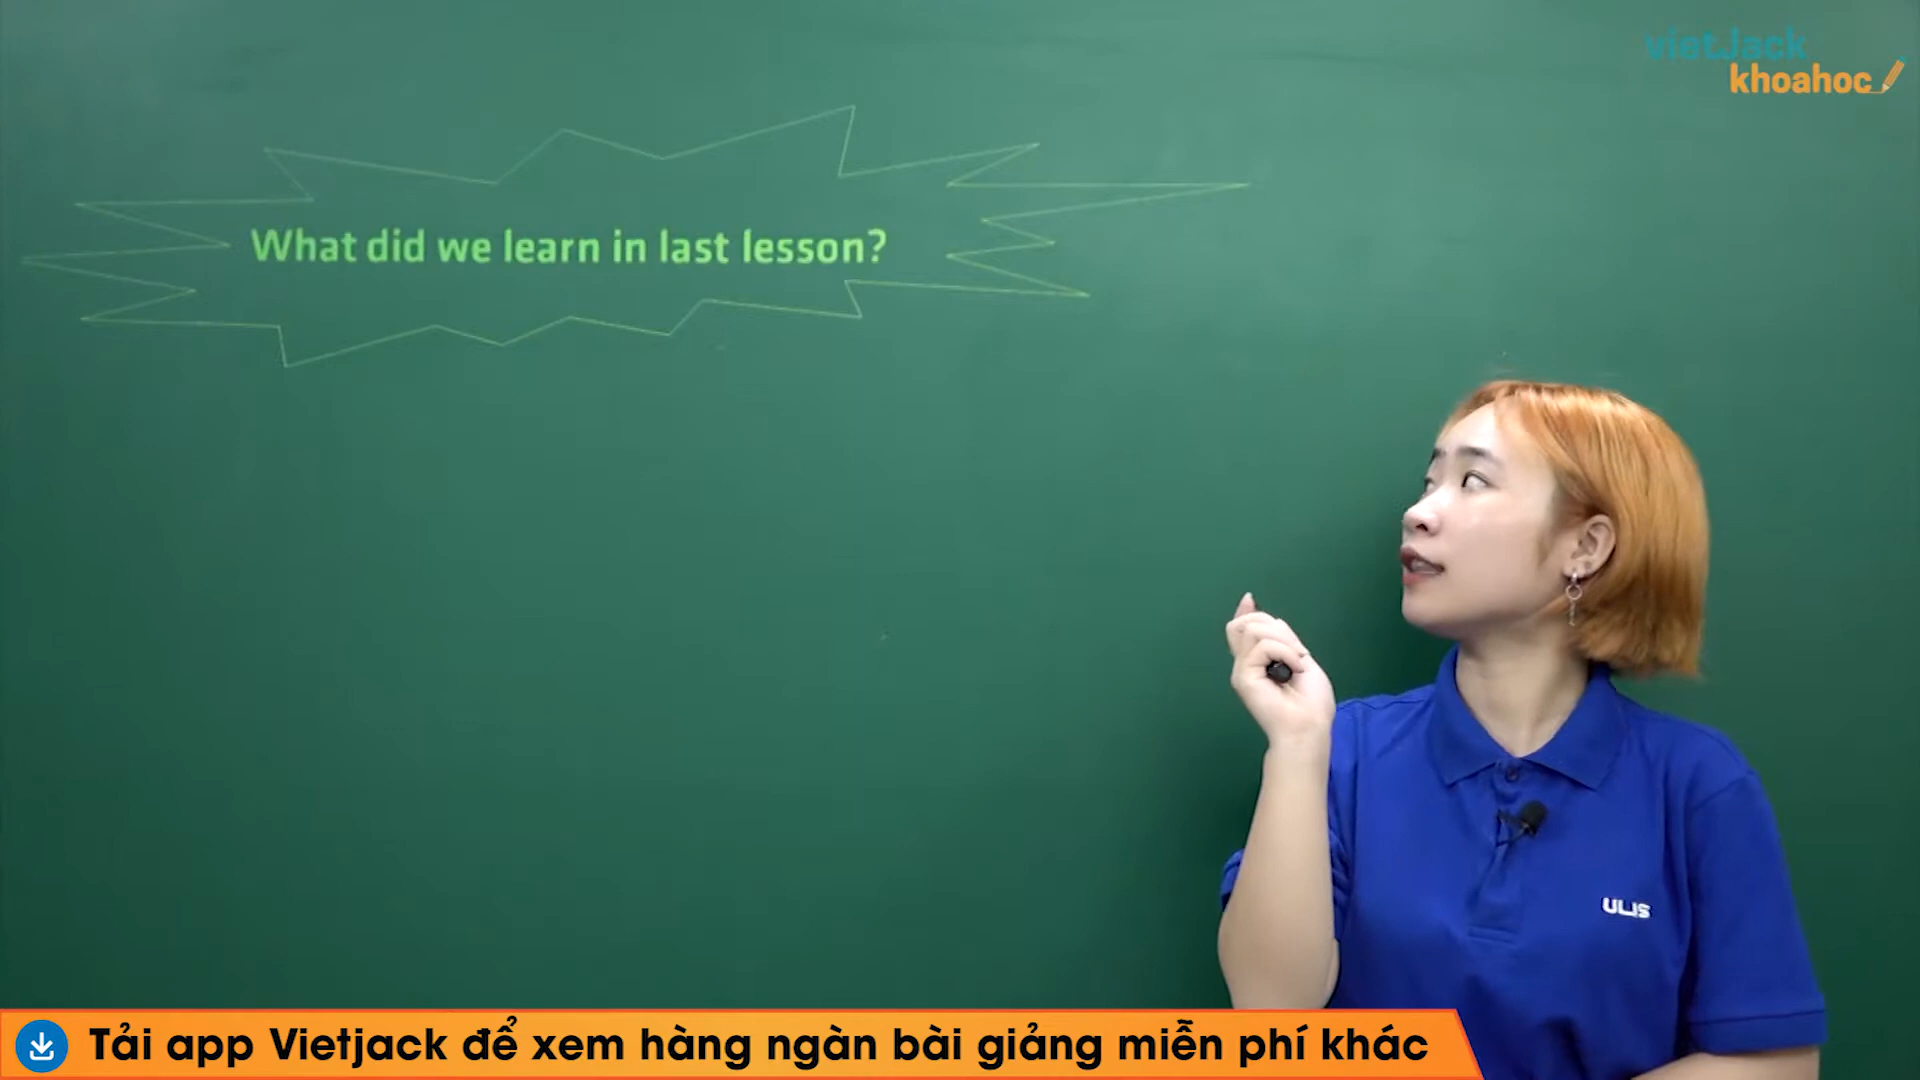 vietJack
khoahoc
What did we learn in last lesson?
ULIS
Tải app Vietjack để xem hàng ngàn bài giảng miễn phí khác